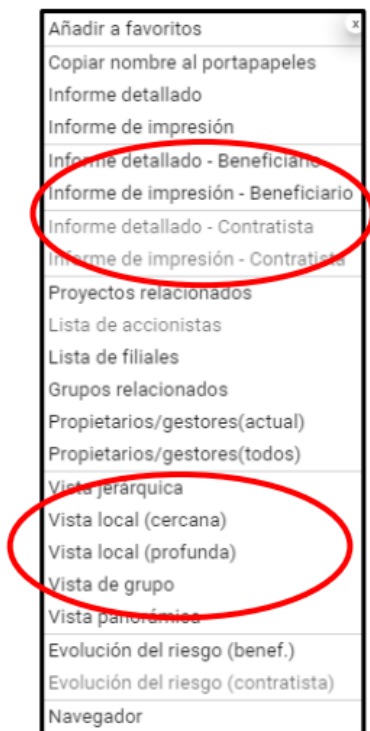 Añadir a favoritos
x
Copiar nombre al portapapeles
Informe detallado
Informe de impresión
Informe detallado - Beneficiario
Informe de impresión - Beneficiario
Informe detallado - Contratista
Informe de impresión - Contratista
Proyectos relacionados
Lista de accionistas
Lista de filiales
Grupos relacionados
Propietarios/gestores(actual)
Propietarios/gestores(todos)
Vista jerárquica
Vista local (cercana)
Vista local (profunda)
Vista de grupo
Vista panorámica
Evolución del riesgo (benef.)
Evolución del riesgo (contratista)
Navegador